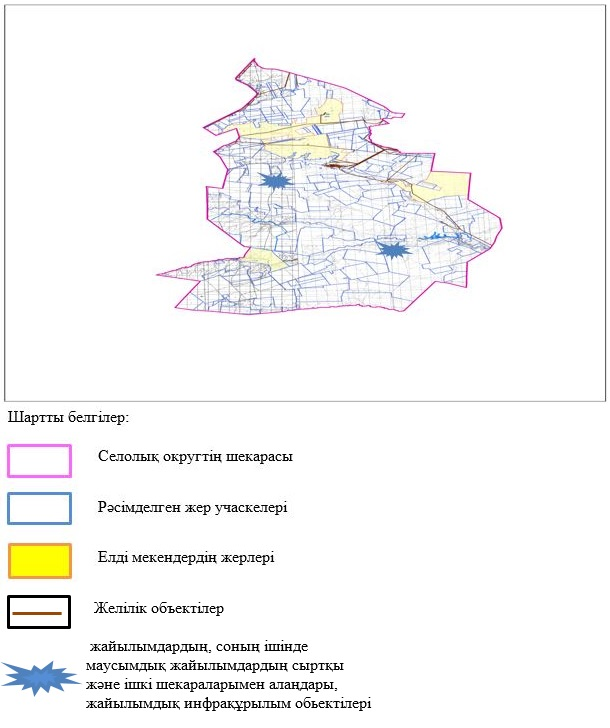 Шартты белгілер:
Селолық округтің шекарасы
Рәсімделген жер учаскелері
Елді мекендердің жерлері
Желілік объектілер
жайылымдардың, соның ішінде
маусымдық жайылымдардың сыртқы
және ішкі шекараларымен алаңдары,
жайылымдық инфрақұрылым обьектілері